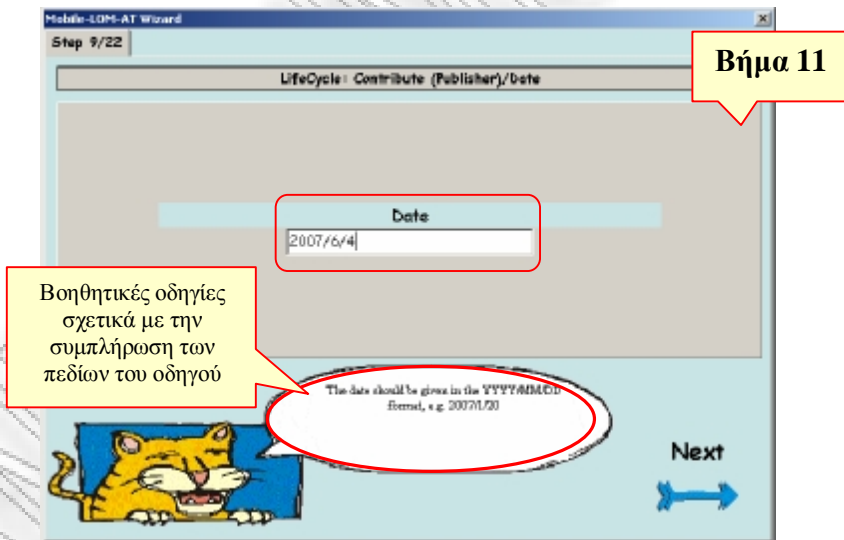 Mobile-LOM-AT Wizard
Step 9/22
Βήμα 11
LifeCycle: Contribute (Publisher)/Date
Date
2007/6/4
Βοηθητικές οδηγίες
σχετικά με την
συμπλήρωση των
πεδίων του οδηγού
The date should be given in the YYYY/MM/DD
format, e.g. 2007/1/20
Next